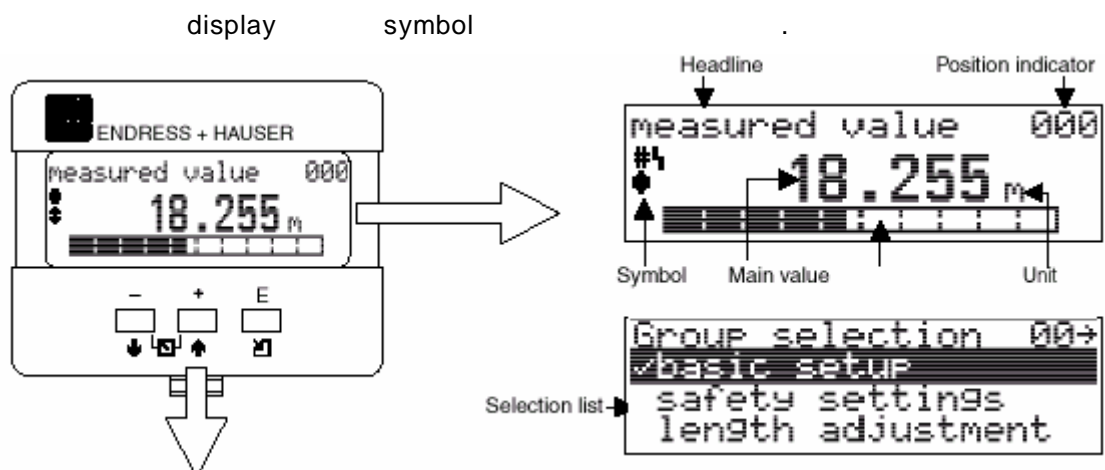 display symbol .
Headline Position indicator
ENDRESS + HAUSER
measured value 000
18.255 m
- + E
measured value 000
18.255 m
Symbol Main value Unit
Group selection 00→
✓basic setup
safety settings
length adjustment
Selection list